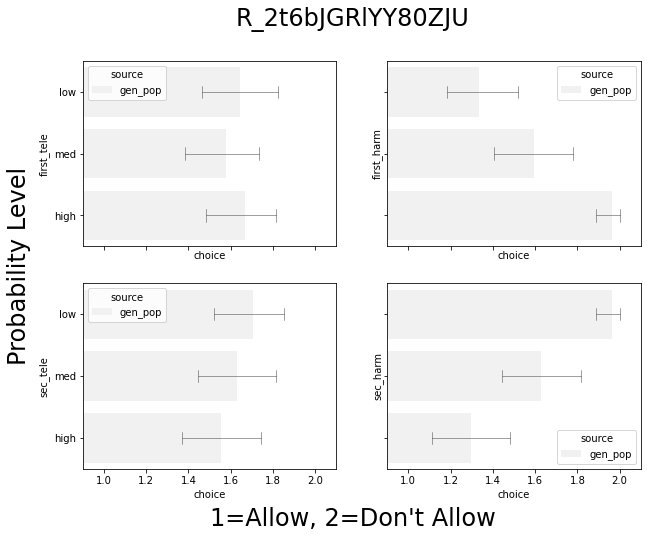 R_2t6bJGRlYY80ZJU
source
gen_pop
low
med
high
first_tele
choice
source
gen_pop
first_harm
choice
Probability Level
source
gen_pop
low
med
high
sec_tele
1.0 1.2 1.4 1.6 1.8 2.0
choice
sec_harm
source
gen_pop
1.0 1.2 1.4 1.6 1.8 2.0
choice
1=Allow, 2=Don't Allow